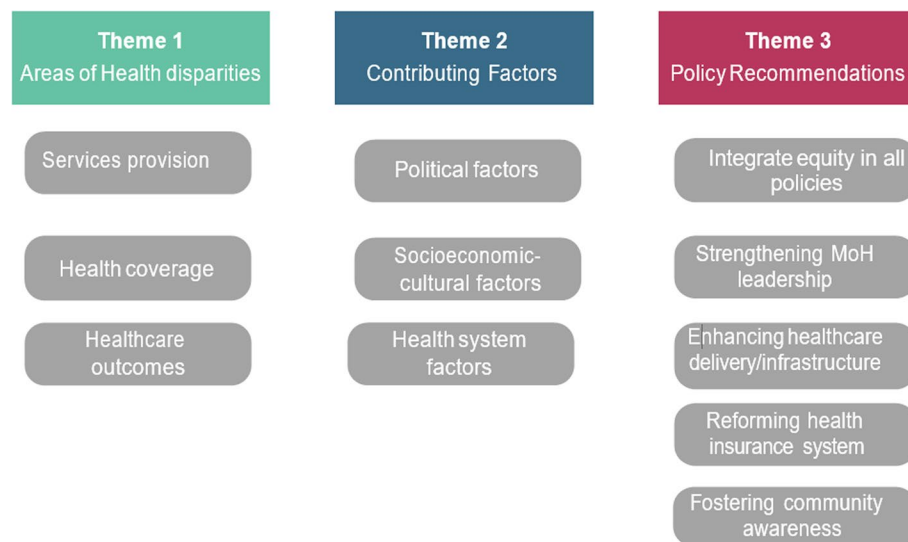 Theme 1
Areas of Health disparities
Services provision
Health coverage
Healthcare
outcomes
Theme 2
Contributing Factors
Political factors
Socioeconomic-
cultural factors
Health system
factors
Theme 3
Policy Recommendations
Integrate equity in all
policies
Strengthening MoH
leadership
Enhancing healthcare
delivery/infrastructure
Reforming health
insurance system
Fostering community
awareness